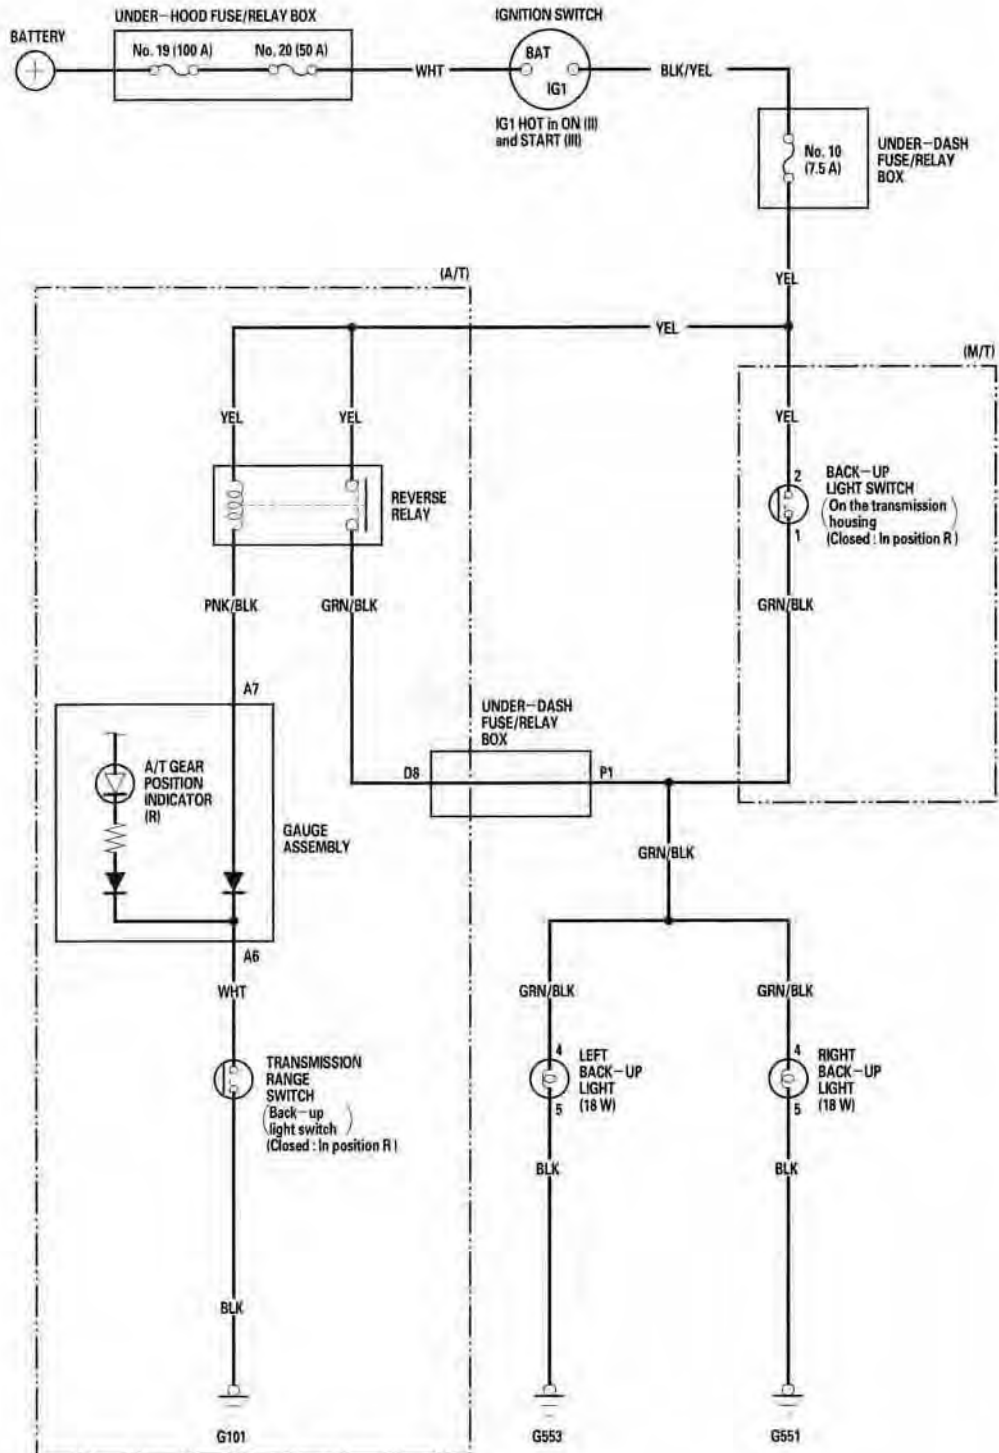 UNDER-HOOD FUSE/RELAY BOX
IGNITION SWITCH
BATTERY
No. 19 (100 A)
No. 20 (50 A)
BAT
WHT
BLK/YEL
IG1
IG1 HOT in ON (II)
and START (III)
No. 10
(7.5 A)
UNDER-DASH
FUSE/RELAY
BOX
(A/T)
YEL
YEL
(M/T)
YEL
YEL
YEL
2
BACK-UP
LIGHT SWITCH
(On the transmission
housing)
(Closed : In position R)
1
REVERSE
RELAY
PNK/BLK
GRN/BLK
GRN/BLK
A7
UNDER-DASH
FUSE/RELAY
BOX
A/T GEAR
POSITION
INDICATOR
(R)
D8
P1
GAUGE
ASSEMBLY
GRN/BLK
A6
WHT
GRN/BLK
GRN/BLK
TRANSMISSION
RANGE
SWITCH
(Back-up
light switch)
(Closed : In position R)
4
LEFT
BACK-UP
LIGHT
(18 W)
5
4
RIGHT
BACK-UP
LIGHT
(18 W)
5
BLK
BLK
BLK
G101
G553
G551